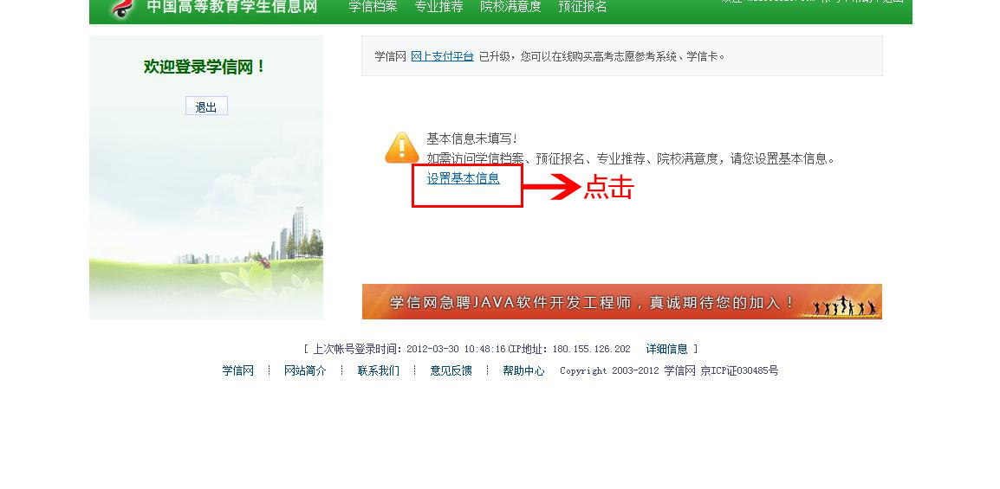 中国高等教育学生信息网
学信档案 专业推荐 院校满意度 预征报名
欢迎登录学信网！
退出
学信网 网上支付平台 已升级，您可以在线购买高考志愿参考系统、学信卡。
基本信息未填写!
如需访问学信档案、预征报名、专业推荐、院校满意度，请您设置基本信息。
设置基本信息
点击
学信网急聘JAVA软件开发工程师，真诚期待您的加入！
[ 上次帐号登录时间：2012-03-30 10:48:16(IP地址：180.155.126.202 详细信息 ]
学信网 ┊ 网站简介 ┊ 联系我们 ┊ 意见反馈 ┊ 帮助中心 Copyright 2003-2012 学信网 京ICP证030485号